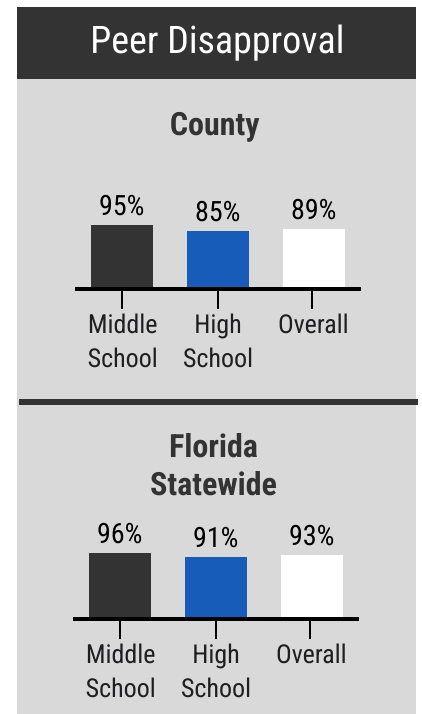 Peer Disapproval
County
95% 85% 89%
Middle High Overall
School School
Florida
Statewide
96% 91% 93%
Middle High Overall
School School